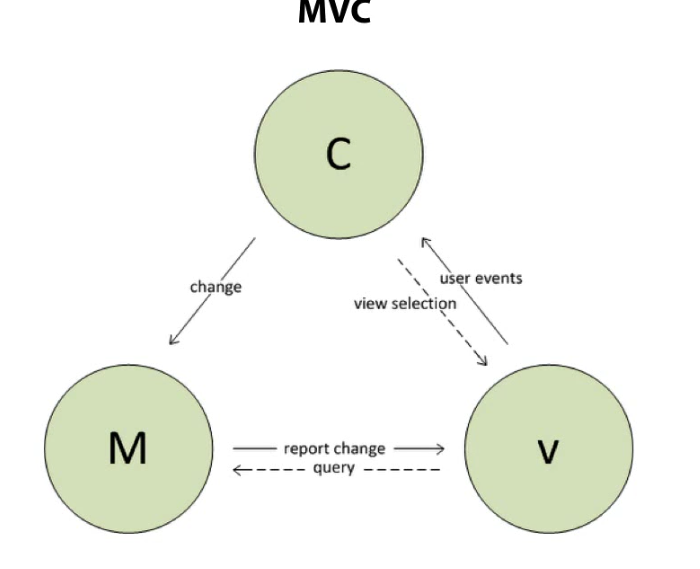 MVC
C
change
user events
view selection
M
report change
query
v